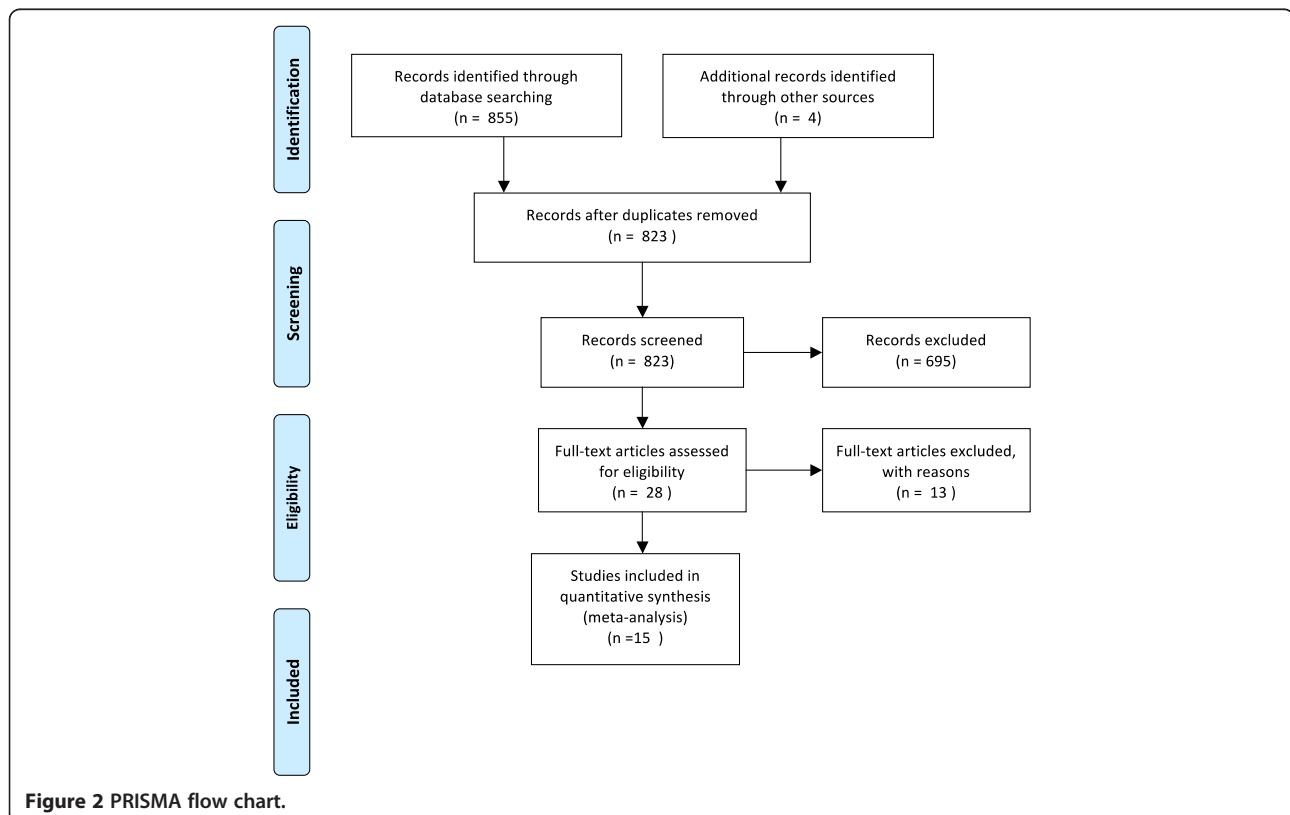 Identification
Records identified through
database searching
(n = 855)
Additional records identified
through other sources
(n = 4)
Records after duplicates removed
(n = 823 )
Screening
Records screened
(n = 823)
Records excluded
(n = 695)
Eligibility
Full-text articles assessed
for eligibility
(n = 28 )
Full-text articles excluded,
with reasons
(n = 13 )
Studies included in
quantitative synthesis
(meta-analysis)
(n =15 )
Included
Figure 2 PRISMA flow chart.